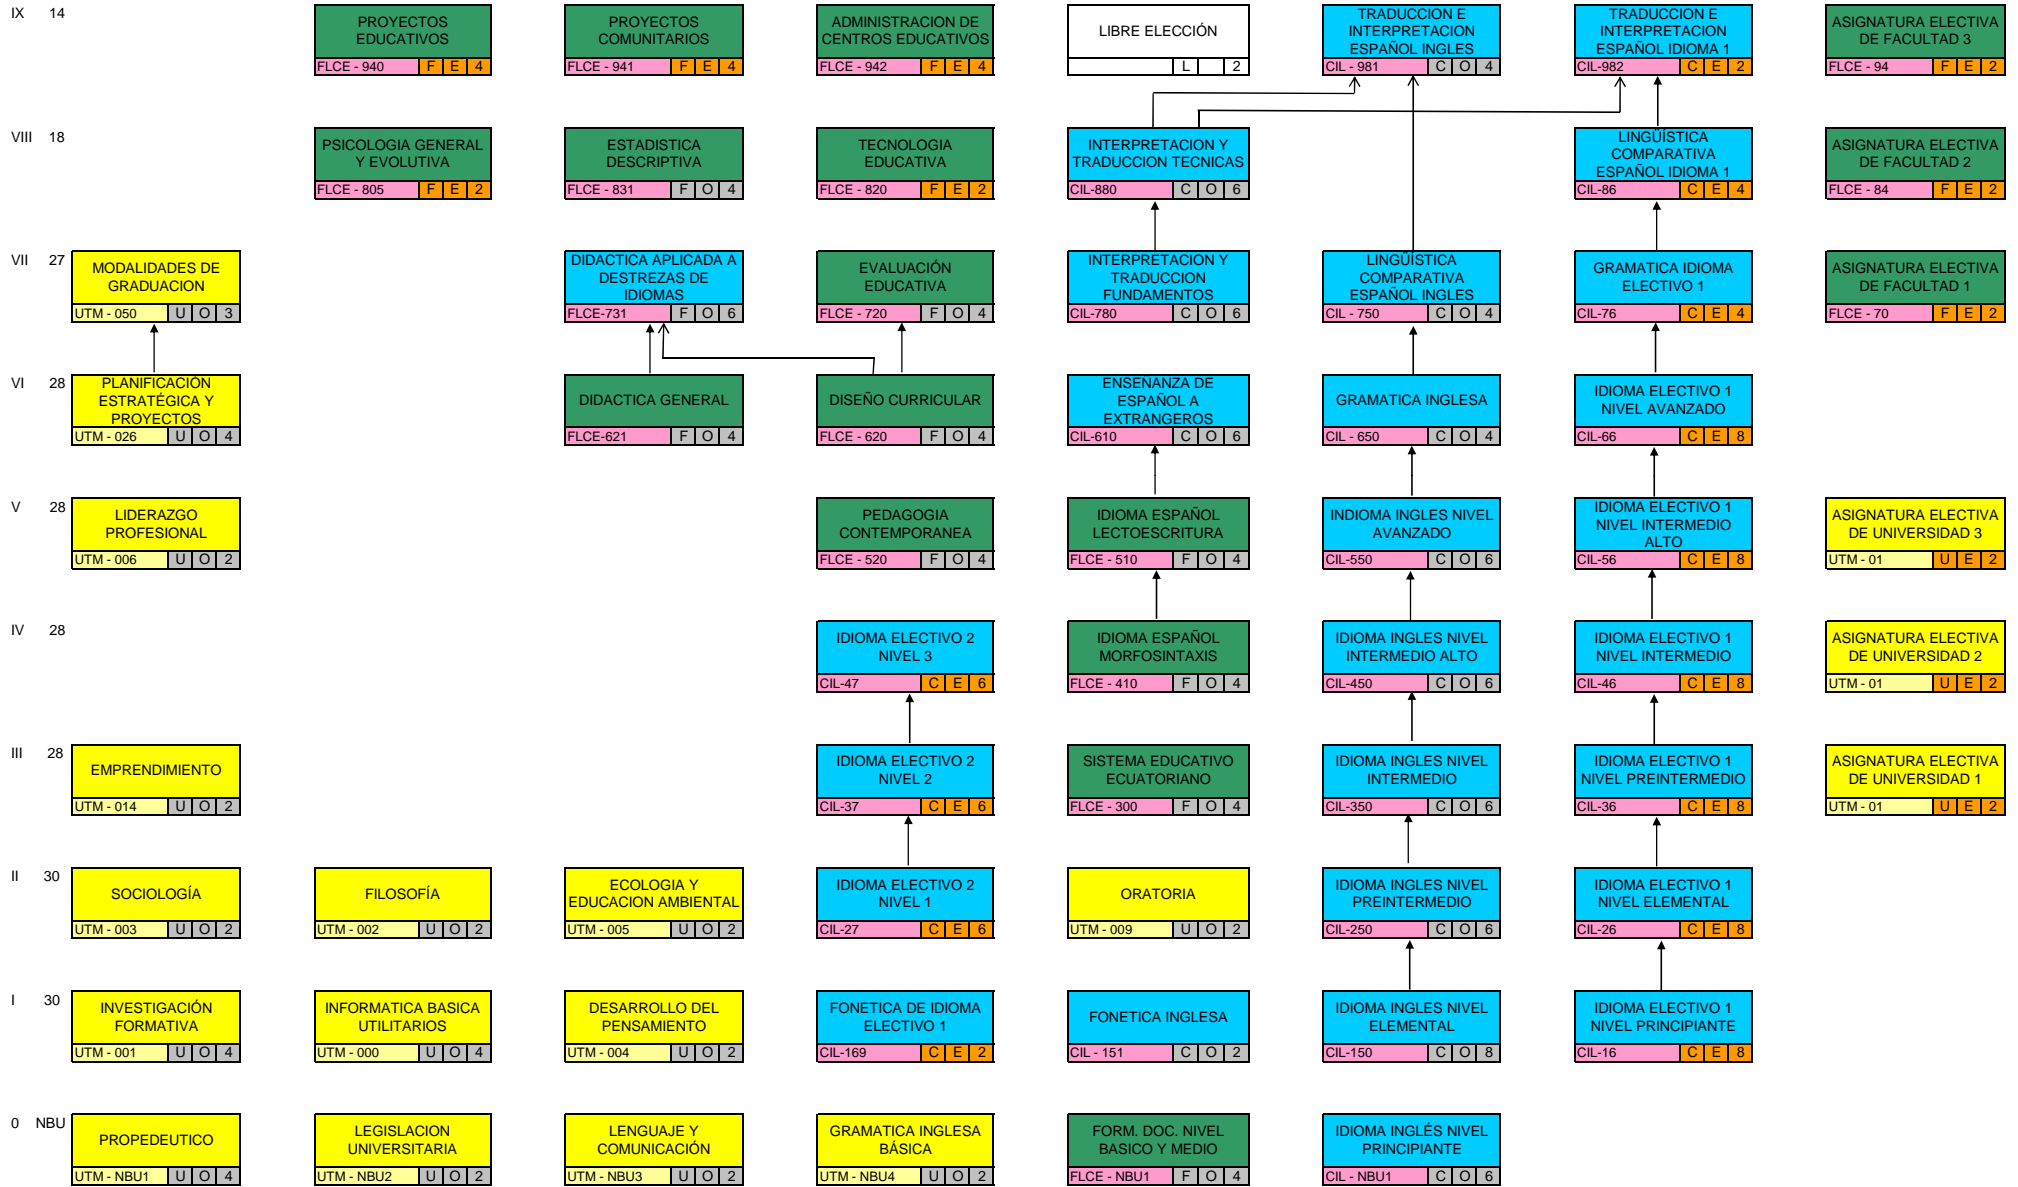 IX 14
PROYECTOS
EDUCATIVOS
FLCE - 940 F E 4
PROYECTOS
COMUNITARIOS
FLCE - 941 F E 4
ADMINISTRACION DE
CENTROS EDUCATIVOS
FLCE - 942 F E 4
LIBRE ELECCIÓN
L 2
TRADUCCION E
INTERPRETACION
ESPAÑOL INGLES
CIL - 981 C O 4
TRADUCCION E
INTERPRETACION
ESPAÑOL IDIOMA 1
CIL-982 C E 2
ASIGNATURA ELECTIVA
DE FACULTAD 3
FLCE - 94 F E 2
VIII 18
PSICOLOGIA GENERAL
Y EVOLUTIVA
FLCE - 805 F E 2
ESTADISTICA
DESCRIPTIVA
FLCE - 831 F O 4
TECNOLOGIA
EDUCATIVA
FLCE - 820 F E 2
INTERPRETACION Y
TRADUCCION TECNICAS
CIL-880 C O 6
LINGÜÍSTICA
COMPARATIVA
ESPAÑOL IDIOMA 1
CIL-86 C E 4
ASIGNATURA ELECTIVA
DE FACULTAD 2
FLCE - 84 F E 2
VII 27
MODALIDADES DE
GRADUACION
UTM - 050 U O 3
DIDACTICA APLICADA A
DESTREZAS DE
IDIOMAS
FLCE-731 F O 6
EVALUACIÓN
EDUCATIVA
FLCE - 720 F O 4
INTERPRETACION Y
TRADUCCION
FUNDAMENTOS
CIL-780 C O 6
LINGÜÍSTICA
COMPARATIVA
ESPAÑOL INGLES
CIL - 750 C O 4
GRAMATICA IDIOMA
ELECTIVO 1
CIL-76 C E 4
ASIGNATURA ELECTIVA
DE FACULTAD 1
FLCE - 70 F E 2
VI 28
PLANIFICACIÓN
ESTRATÉGICA Y
PROYECTOS
UTM - 026 U O 4
DIDACTICA GENERAL
FLCE-621 F O 4
DISEÑO CURRICULAR
FLCE - 620 F O 4
ENSEÑANZA DE
ESPAÑOL A
EXTRANGEROS
CIL-610 C O 6
GRAMATICA INGLESA
CIL - 650 C O 4
IDIOMA ELECTIVO 1
NIVEL AVANZADO
CIL-66 C E 8
V 28
LIDERAZGO
PROFESIONAL
UTM - 006 U O 2
PEDAGOGIA
CONTEMPORANEA
FLCE - 520 F O 4
IDIOMA ESPAÑOL
LECTOESCRITURA
FLCE - 510 F O 4
INDIOMA INGLES NIVEL
AVANZADO
CIL-550 C O 6
IDIOMA ELECTIVO 1
NIVEL INTERMEDIO
ALTO
CIL-56 C E 8
ASIGNATURA ELECTIVA
DE UNIVERSIDAD 3
UTM - 01 U E 2
IV 28
IDIOMA ELECTIVO 2
NIVEL 3
CIL-47 C E 6
IDIOMA ESPAÑOL
MORFOSINTAXIS
FLCE - 410 F O 4
IDIOMA INGLES NIVEL
INTERMEDIO ALTO
CIL-450 C O 6
IDIOMA ELECTIVO 1
NIVEL INTERMEDIO
CIL-46 C E 8
ASIGNATURA ELECTIVA
DE UNIVERSIDAD 2
UTM - 01 U E 2
III 28
EMPRENDIMIENTO
UTM - 014 U O 2
IDIOMA ELECTIVO 2
NIVEL 2
CIL-37 C E 6
SISTEMA EDUCATIVO
ECUATORIANO
FLCE - 300 F O 4
IDIOMA INGLES NIVEL
INTERMEDIO
CIL-350 C O 6
IDIOMA ELECTIVO 1
NIVEL PREINTERMEDIO
CIL-36 C E 8
ASIGNATURA ELECTIVA
DE UNIVERSIDAD 1
UTM - 01 U E 2
II 30
SOCIOLOGÍA
UTM - 003 U O 2
FILOSOFÍA
UTM - 002 U O 2
ECOLOGIA Y
EDUCACION AMBIENTAL
UTM - 005 U O 2
IDIOMA ELECTIVO 2
NIVEL 1
CIL-27 C E 6
ORATORIA
UTM - 009 U O 2
IDIOMA INGLES NIVEL
PREINTERMEDIO
CIL-250 C O 6
IDIOMA ELECTIVO 1
NIVEL ELEMENTAL
CIL-26 C E 8
I 30
INVESTIGACIÓN
FORMATIVA
UTM - 001 U O 4
INFORMATICA BASICA
UTILITARIOS
UTM - 000 U O 4
DESARROLLO DEL
PENSAMIENTO
UTM - 004 U O 2
FONETICA DE IDIOMA
ELECTIVO 1
CIL-169 C E 2
FONETICA INGLESA
CIL - 151 C O 2
IDIOMA INGLES NIVEL
ELEMENTAL
CIL-150 C O 8
IDIOMA ELECTIVO 1
NIVEL PRINCIPIANTE
CIL-16 C E 8
0 NBU
PROPEDEUTICO
UTM - NBU1 U O 4
LEGISLACION
UNIVERSITARIA
UTM - NBU2 U O 2
LENGUAJE Y
COMUNICACIÓN
UTM - NBU3 U O 2
GRAMATICA INGLESA
BÁSICA
UTM - NBU4 U O 2
FORM. DOC. NIVEL
BASICO Y MEDIO
FLCE - NBU1 F O 4
IDIOMA INGLÉS NIVEL
PRINCIPIANTE
CIL - NBU1 C O 6